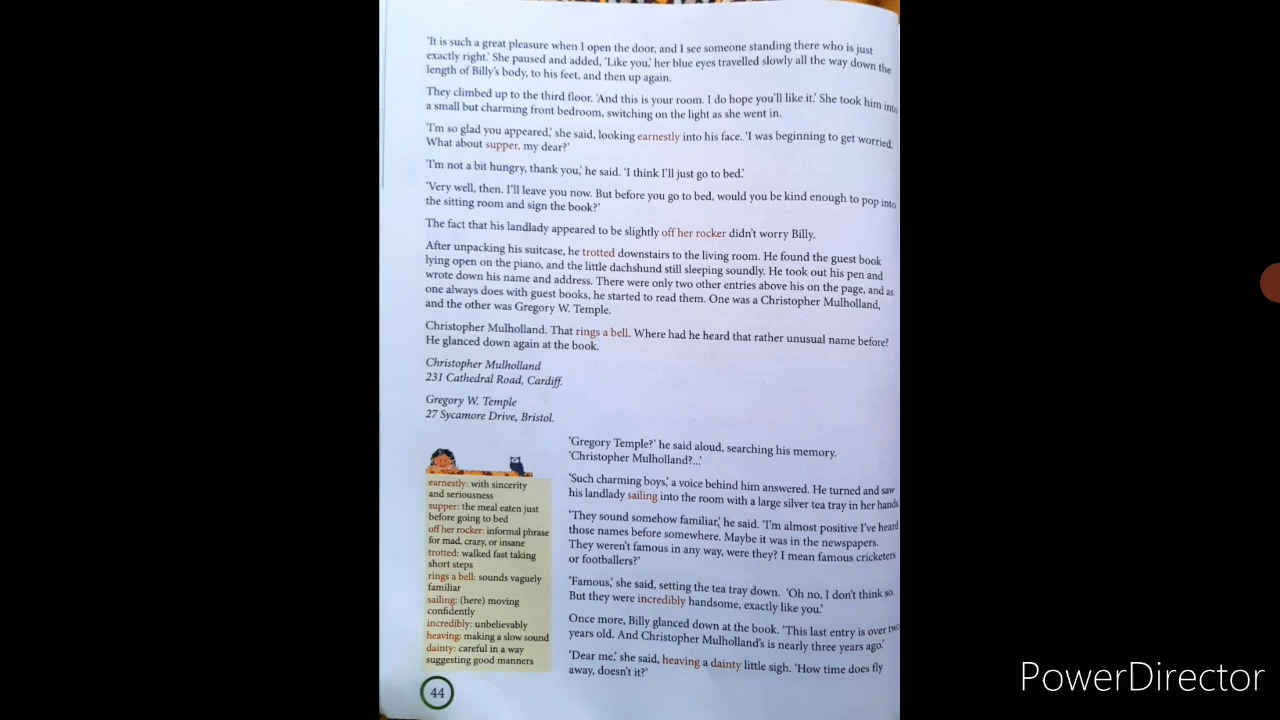 ‘It is such a great pleasure when I open the door, and I see someone standing there who is just
exactly right.’ She paused and added, ‘Like you,’ her blue eyes travelled slowly all the way down the
length of Billy’s body, to his feet, and then up again.
They climbed up to the third floor. ‘And this is your room. I do hope you’ll like it.’ She took him into
a small but charming front bedroom, switching on the light as she went in.
‘I’m so glad you appeared,’ she said, looking earnestly into his face. ‘I was beginning to get worried.
What about supper, my dear?’
‘I’m not a bit hungry, thank you,’ he said. ‘I think I’ll just go to bed.’
‘Very well, then. I’ll leave you now. But before you go to bed, would you be kind enough to pop into
the sitting room and sign the book?’
The fact that his landlady appeared to be slightly off her rocker didn’t worry Billy.
After unpacking his suitcase, he trotted downstairs to the living room. He found the guest book
lying open on the piano, and the little dachshund still sleeping soundly. He took out his pen and
wrote down his name and address. There were only two other entries above his on the page, and as
one always does with guest books, he started to read them. One was a Christopher Mulholland,
and the other was Gregory W. Temple.
Christopher Mulholland. That rings a bell. Where had he heard that rather unusual name before?
He glanced down again at the book.
Christopher Mulholland
231 Cathedral Road, Cardiff.
Gregory W. Temple
27 Sycamore Drive, Bristol.
‘Gregory Temple?’ he said aloud, searching his memory.
‘Christopher Mulholland?...’
‘Such charming boys,’ a voice behind him answered. He turned and saw
his landlady sailing into the room with a large silver tea tray in her hands
‘They sound somehow familiar,’ he said. ‘I’m almost positive I’ve heard
those names before somewhere. Maybe it was in the newspapers.
They weren’t famous in any way, were they? I mean famous cricketers
or footballers?’
‘Famous,’ she said, setting the tea tray down. ‘Oh no, I don’t think so.
But they were incredibly handsome, exactly like you.’
Once more, Billy glanced down at the book. ‘This last entry is over two
years old. And Christopher Mulholland’s is nearly three years ago.’
‘Dear me,’ she said, heaving a dainty little sigh. ‘How time does fly
away, doesn’t it?’
earnestly: with sincerity
and seriousness
supper: the meal eaten just
before going to bed
off her rocker: informal phrase
for mad, crazy, or insane
trotted: walked fast taking
short steps
rings a bell: sounds vaguely
familiar
sailing: (here) moving
confidently
incredibly: unbelievably
heaving: making a slow sound
dainty: careful in a way
suggesting good manners
44
PowerDirector